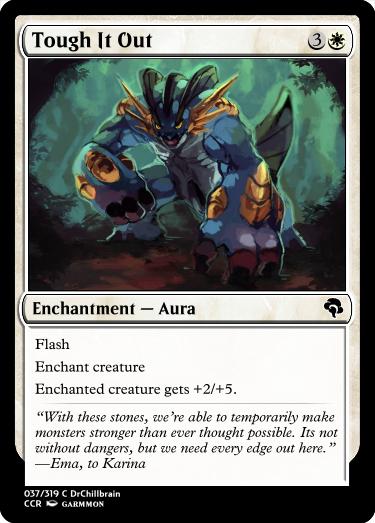 Tough It Out 3
Enchantment — Aura
Flash
Enchant creature
Enchanted creature gets +2/+5.
“With these stones, we’re able to temporarily make
monsters stronger than ever thought possible. Its not
without dangers, but we need every edge out here.”
—Ema, to Karina
037/319 C DrChillbrain
CCR GARMMON